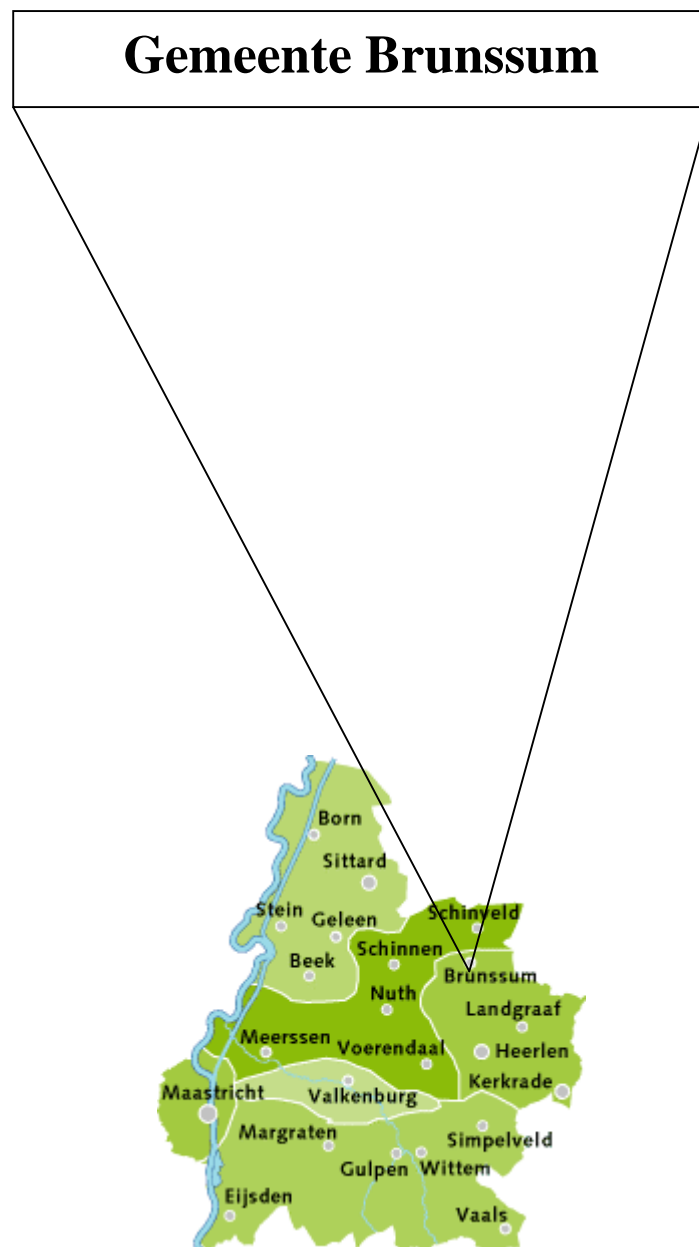 Gemeente Brunssum
Born
Sittard
Stein
Geleen
Schinveld
Schinnen
Beek
Brunssum
Nuth
Landgraaf
Meerssen
Voerendaal
Heerlen
Kerkrade
Maastricht
Valkenburg
Margraten
Simpelveld
Gulpen
Wittem
Eijsden
Vaals